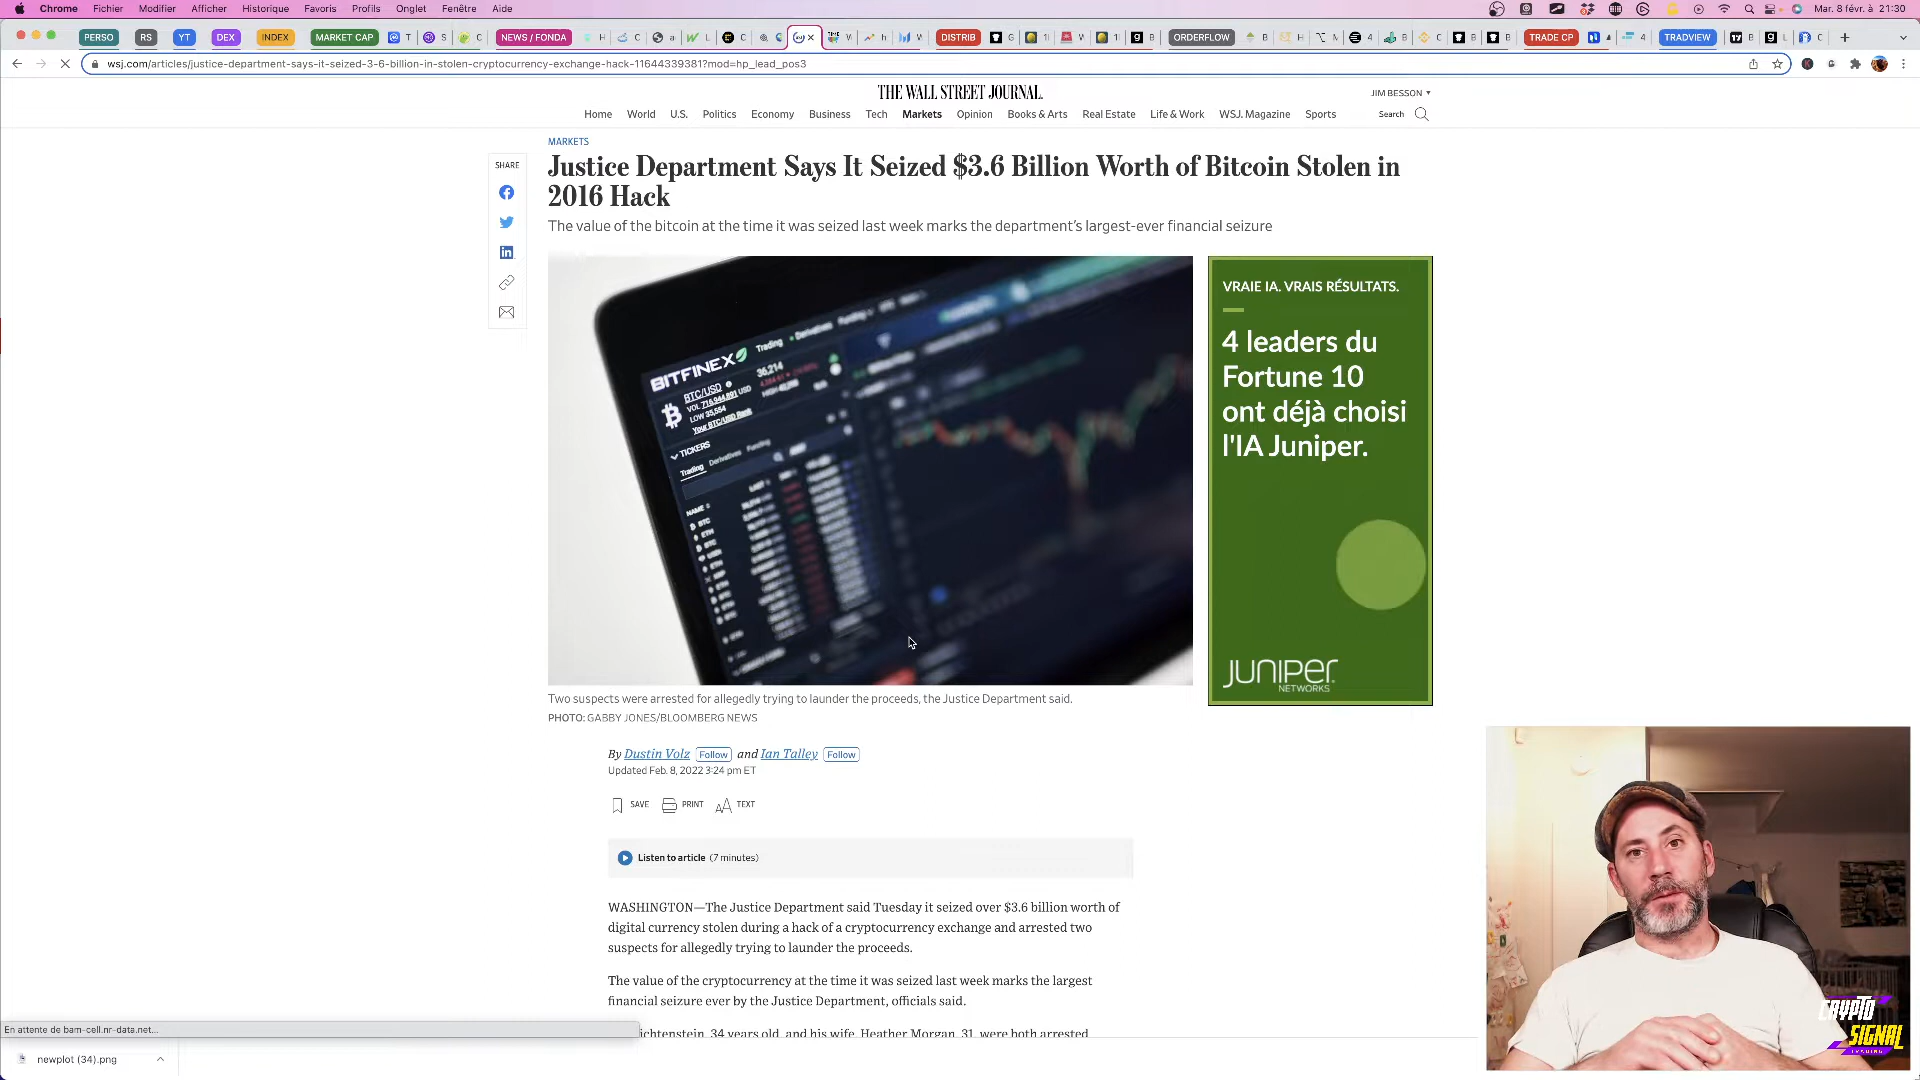 Chrome Fichier Modifier Afficher Historique Favoris Profils Onglet Fenêtre Aide Mar. 8 févr. à 21:30
PERSO RS YT DEX INDEX MARKET CAP NEWS / FONDA DISTRIB ORDERFLOW TRADE CP TRADVIEW
wsj.com/articles/justice-department-says-it-seized-3-6-billion-in-stolen-cryptocurrency-exchange-hack-11644339381?mod=hp_lead_pos3
THE WALL STREET JOURNAL.
JIM BESSON
Home World U.S. Politics Economy Business Tech Markets Opinion Books & Arts Real Estate Life & Work WSJ. Magazine Sports Search
MARKETS
SHARE
Justice Department Says It Seized $3.6 Billion Worth of Bitcoin Stolen in
2016 Hack
The value of the bitcoin at the time it was seized last week marks the department's largest-ever financial seizure
BITFINEX
Trading Derivatives Funding
BTC/USD 36,214
VOL 716,944,891 USD
LOW 35,554
Your BTC/USD Rank
TICKERS
Trading Derivatives Funding
NAME
VRAIE IA. VRAIS RÉSULTATS.
4 leaders du
Fortune 10
ont déjà choisi
l'IA Juniper.
JUNIPER
NETWORKS
Two suspects were arrested for allegedly trying to launder the proceeds, the Justice Department said.
PHOTO: GABBY JONES/BLOOMBERG NEWS
By Dustin Volz Follow and Ian Talley Follow
Updated Feb. 8, 2022 3:24 pm ET
SAVE PRINT AA TEXT
Listen to article (7 minutes)
WASHINGTON—The Justice Department said Tuesday it seized over $3.6 billion worth of
digital currency stolen during a hack of a cryptocurrency exchange and arrested two
suspects for allegedly trying to launder the proceeds.
The value of the cryptocurrency at the time it was seized last week marks the largest
financial seizure ever by the Justice Department, officials said.
ichtenstein, 34 years old, and his wife, Heather Morgan, 31, were both arrested
En attente de bam-cell.nr-data.net...
newplot (34).png
CRYPTO
SIGNAL
TRADING